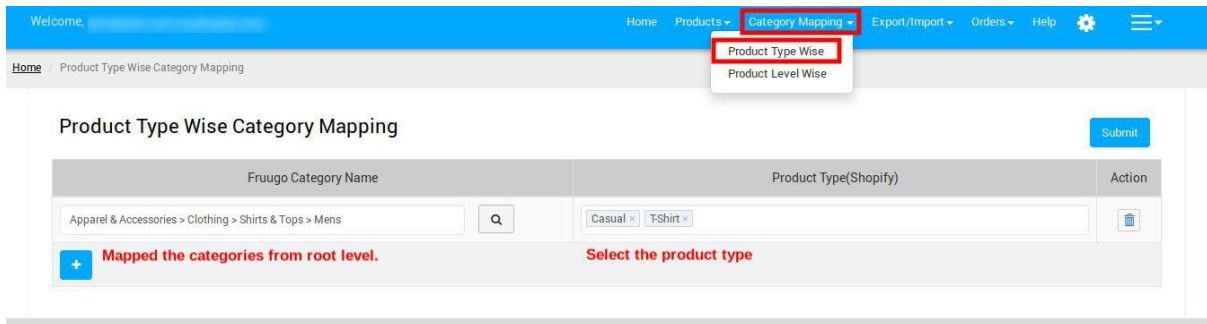 Welcome,
Home Products Category Mapping Export/Import Orders Help
Product Type Wise
Product Level Wise
Home / Product Type Wise Category Mapping
Product Type Wise Category Mapping
Submit
Fruugo Category Name Product Type(Shopify) Action
Apparel & Accessories > Clothing > Shirts & Tops > Mens Casual × T-Shirt ×
+ Mapped the categories from root level. Select the product type